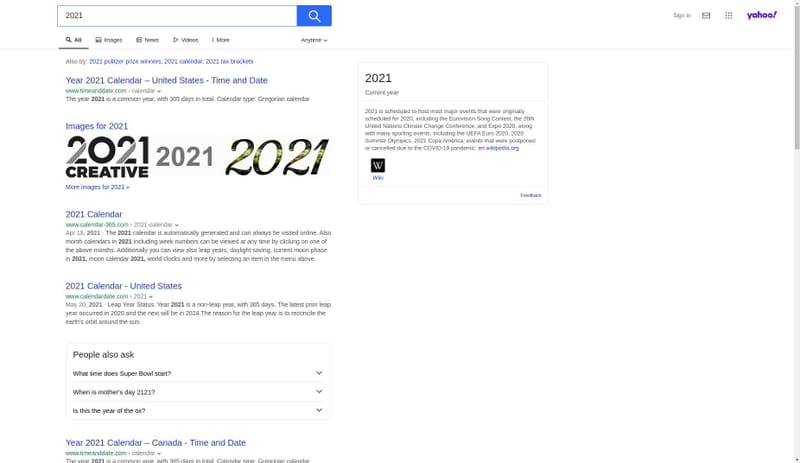 2021
Sign in
yahoo!
All
Images
News
Videos
More
Anytime
Also try: 2021 pulitzer prize winners, 2021 calendar, 2021 tax brackets
Year 2021 Calendar – United States - Time and Date
www.timeanddate.com › calendar
The year 2021 is a common year, with 365 days in total. Calendar type: Gregorian calendar
Images for 2021
2021
CREATIVE
2021
2021
More images for 2021 »
2021 Calendar
www.calendar-365.com › 2021-calendar
Apr 18, 2021 · The 2021 calendar is automatically generated and can always be visited online. Also
month calendars in 2021 including week numbers can be viewed at any time by clicking on one of
the above months. Additionally you can view also leap years, daylight saving, current moon phase
in 2021, moon calendar 2021, world clocks and more by selecting an item in the menu above.
2021 Calendar - United States
www.calendardate.com › 2021
May 20, 2021 · Leap Year Status. Year 2021 is a non-leap year, with 365 days. The latest prior leap
year occurred in 2020 and the next will be in 2024.The reason for the leap year is to reconcile the
earth's orbit around the sun.
People also ask
What time does Super Bowl start?
When is mother's day 2121?
Is this the year of the ox?
Year 2021 Calendar – Canada - Time and Date
www.timeanddate.com › calendar
The year 2021 is a common year, with 365 days in total. Calendar type: Gregorian calendar
2021
Current year
2021 is scheduled to host most major events that were originally
scheduled for 2020, including the Eurovision Song Contest, the 26th
United Nations Climate Change Conference, and Expo 2020, along
with many sporting events, including the UEFA Euro 2020, 2020
Summer Olympics, 2021 Copa América, events that were postponed
or cancelled due to the COVID-19 pandemic. en.wikipedia.org
W
Wiki
Feedback